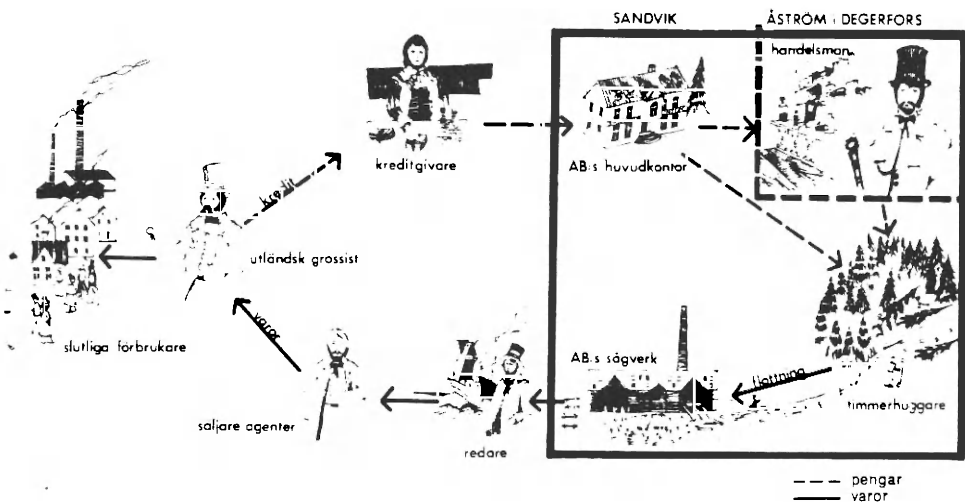 SANDVIK
ÅSTRÖM i DEGERFORS
handelsman
kreditgivare
AB:s huvudkontor
kredit
utländsk grossist
varor
slutliga förbrukare
AB:s sågverk
flottning
timmerhuggare
säljare agenter
redare
pengar
varor